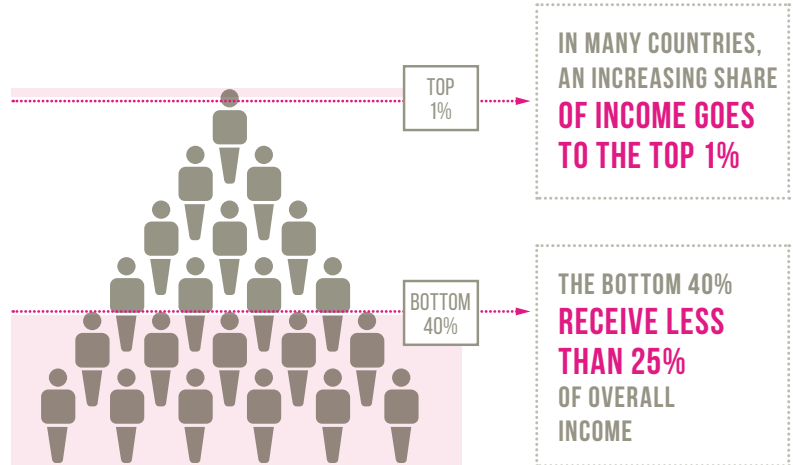 TOP
1%
IN MANY COUNTRIES,
AN INCREASING SHARE
OF INCOME GOES
TO THE TOP 1%
BOTTOM
40%
THE BOTTOM 40%
RECEIVE LESS
THAN 25%
OF OVERALL
INCOME